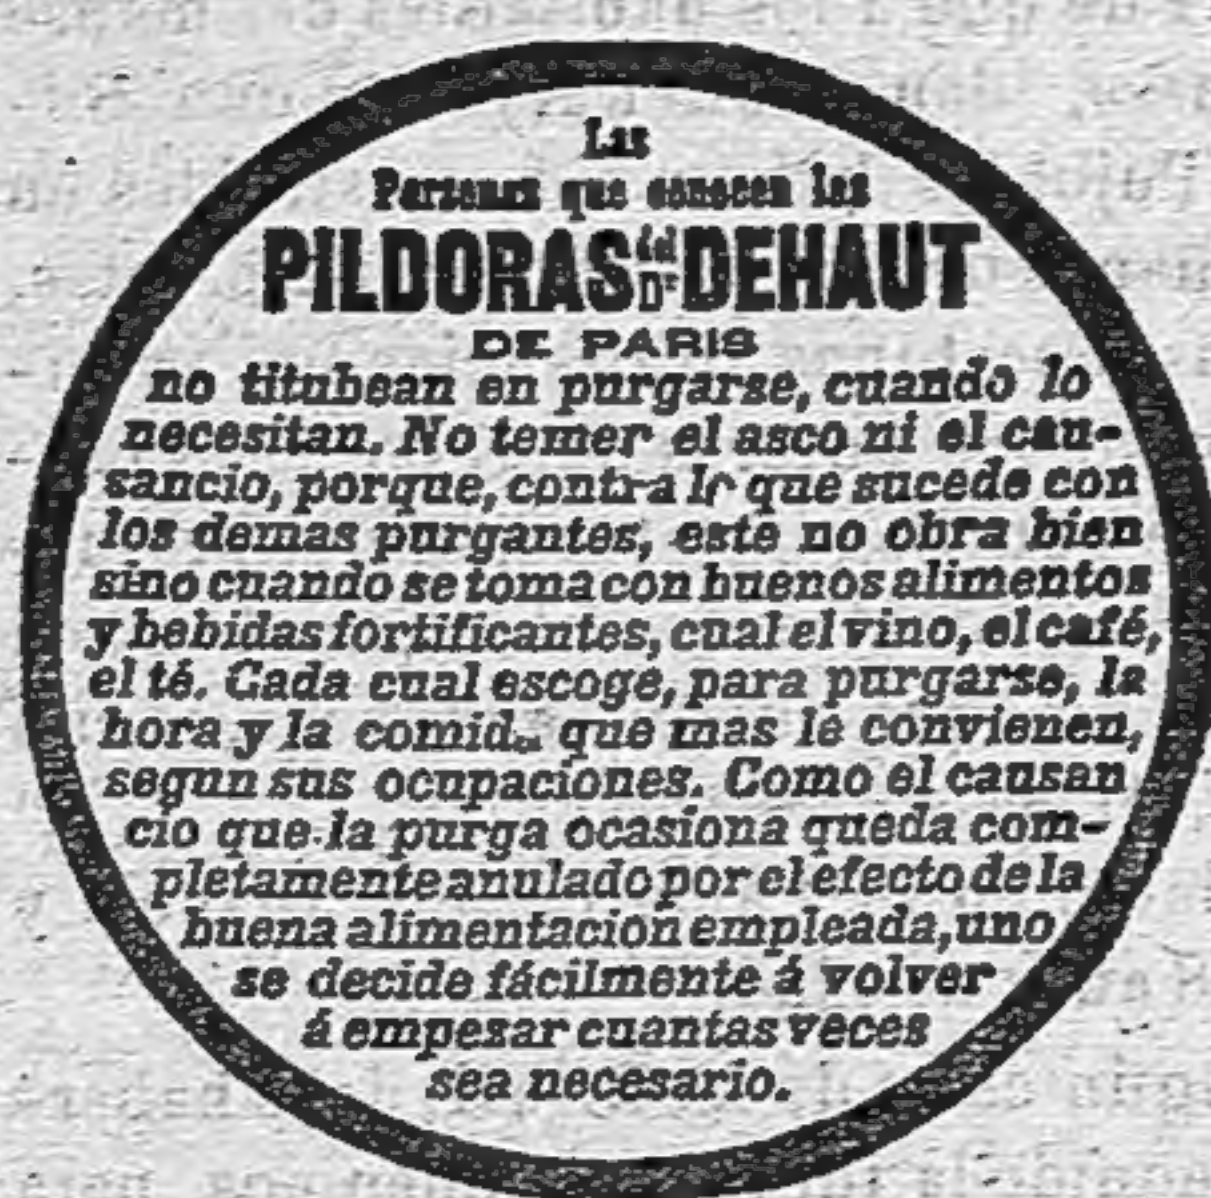 Las
Personas que conocen las
PILDORAS del Dr DEHAUT
DE PARIS
no titubean en purgarse, cuando lo
necesitan. No temer el asco ni el cau-
sancio, porque, contra lo que sucede con
los demas purgantes, este no obra bien
sino cuando se toma con buenos alimentos
y bebidas fortificantes, cual el vino, el café,
el té. Cada cual escoge, para purgarse, la
hora y la comida que mas le convienen,
segun sus ocupaciones. Como el causan
cio que la purga ocasiona queda com-
pletamente anulado por el efecto de la
buena alimentacion empleada, uno
se decide fácilmente á volver
á empezar cuantas veces
sea necesario.